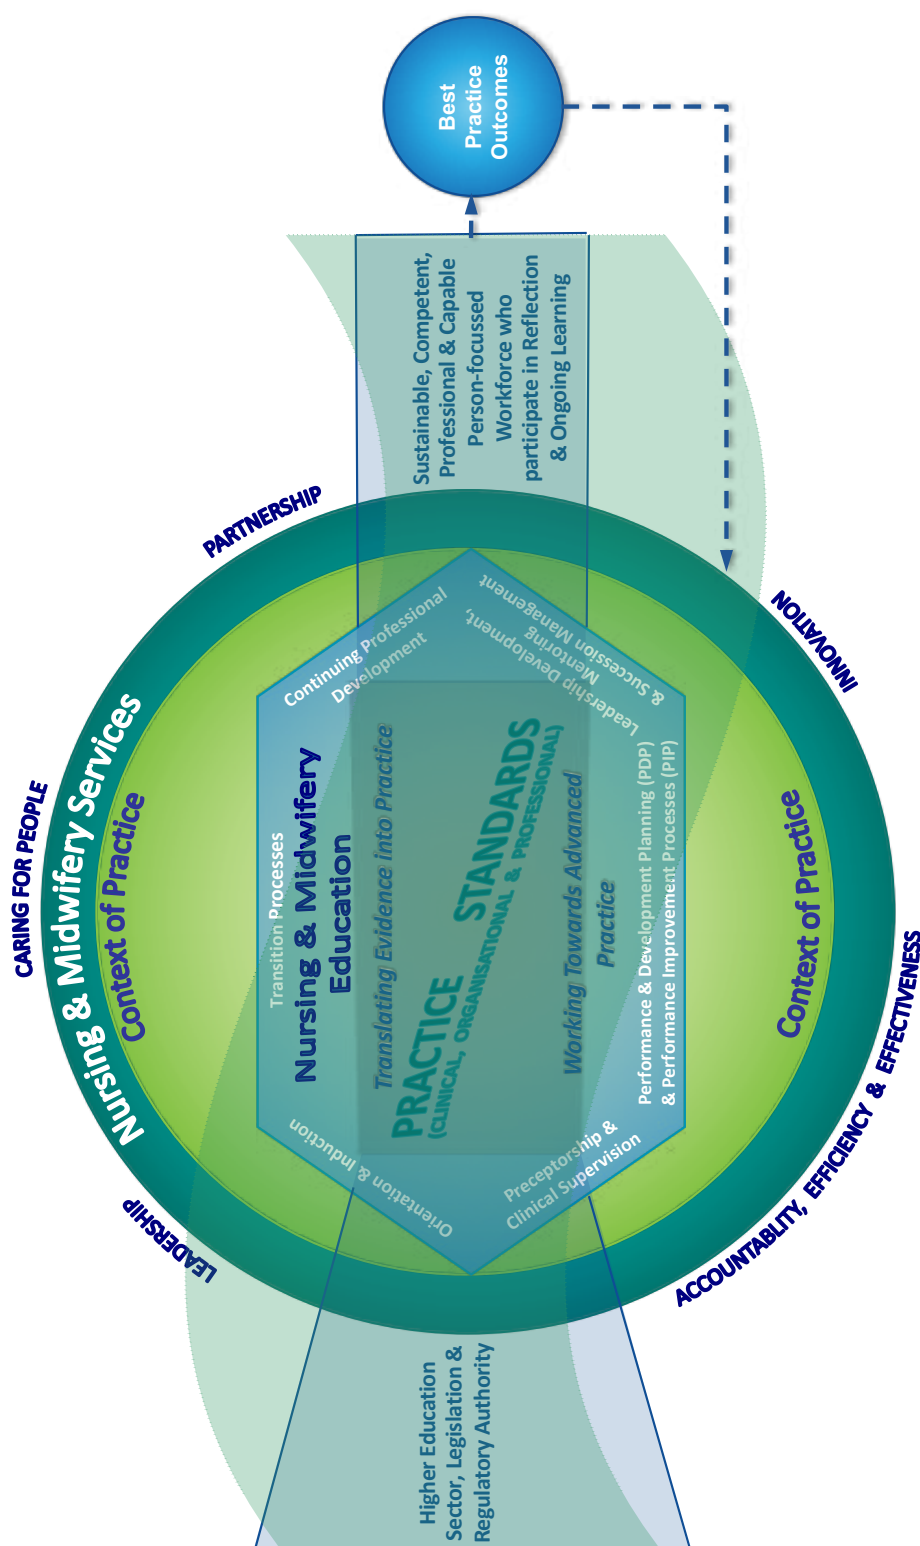 CARING FOR PEOPLE
LEADERSHIP
PARTNERSHIP
Nursing & Midwifery Services
Context of Practice
Higher Education
Sector, Legislation &
Regulatory Authority
Orientation & Induction
Transition Processes
Continuing Professional
Development
Nursing & Midwifery
Education
Translating Evidence into Practice
PRACTICE STANDARDS
(CLINICAL, ORGANISATIONAL & PROFESSIONAL)
Working Towards Advanced
Practice
Leadership Development,
Mentoring
& Succession Management
Preceptorship &
Clinical Supervision
Performance & Development Planning (PDP)
& Performance Improvement Processes (PIP)
Sustainable, Competent,
Professional & Capable
Person-focussed
Workforce who
participate in Reflection
& Ongoing Learning
Best
Practice
Outcomes
Context of Practice
INNOVATION
ACCOUNTABLITY, EFFICIENCY & EFFECTIVENESS